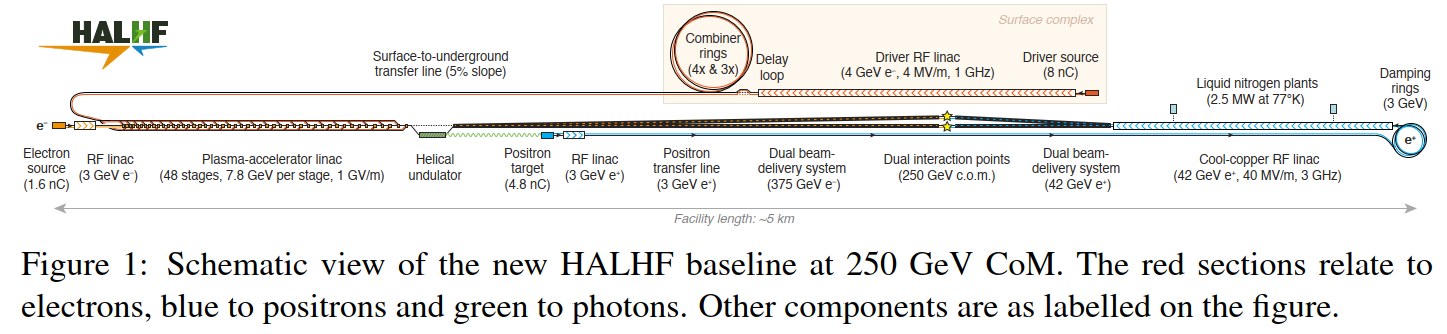 HALHF
Surface complex
Surface-to-underground
transfer line (5% slope)
Combiner
rings
(4x & 3x)
Delay
loop
Driver RF linac
(4 GeV e⁻, 4 MV/m, 1 GHz)
Driver source
(8 nC)
Liquid nitrogen plants
(2.5 MW at 77°K)
Damping
rings
(3 GeV)
e⁻
e⁺
Electron
source
(1.6 nC)
RF linac
(3 GeV e⁻)
Plasma-accelerator linac
(48 stages, 7.8 GeV per stage, 1 GV/m)
Helical
undulator
Positron
target
(4.8 nC)
RF linac
(3 GeV e⁺)
Positron
transfer line
(3 GeV e⁺)
Dual beam-
delivery system
(375 GeV e⁻)
Dual interaction points
(250 GeV c.o.m.)
Dual beam-
delivery system
(42 GeV e⁺)
Cool-copper RF linac
(42 GeV e⁺, 40 MV/m, 3 GHz)
Facility length: ~5 km
Figure 1: Schematic view of the new HALHF baseline at 250 GeV CoM. The red sections relate to
electrons, blue to positrons and green to photons. Other components are as labelled on the figure.